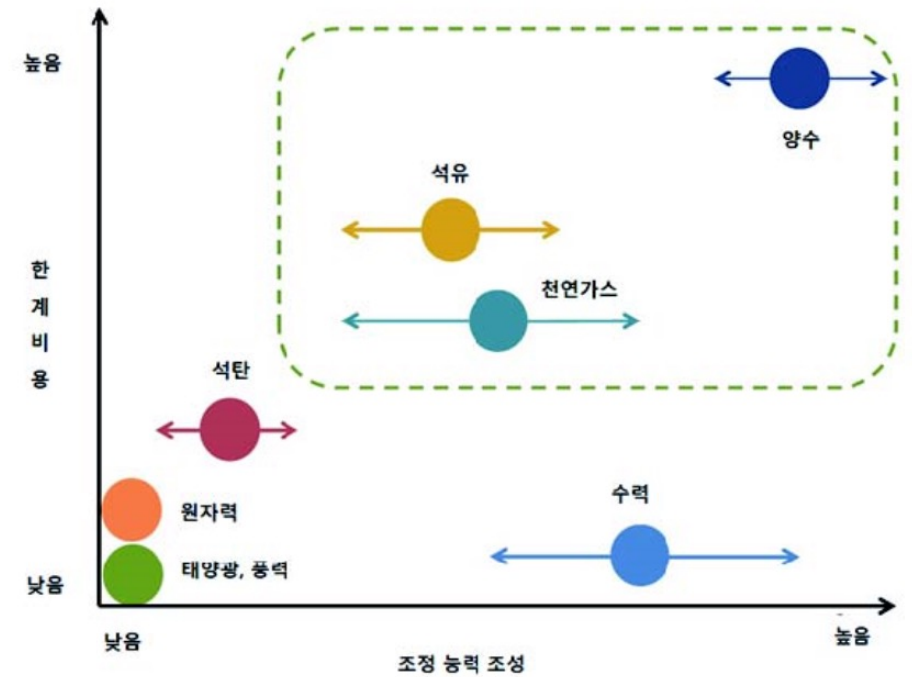 높음
양수
석유
한
계
비
용
천연가스
석탄
수력
원자력
태양광, 풍력
낮음
낮음
높음
조정 능력 조성